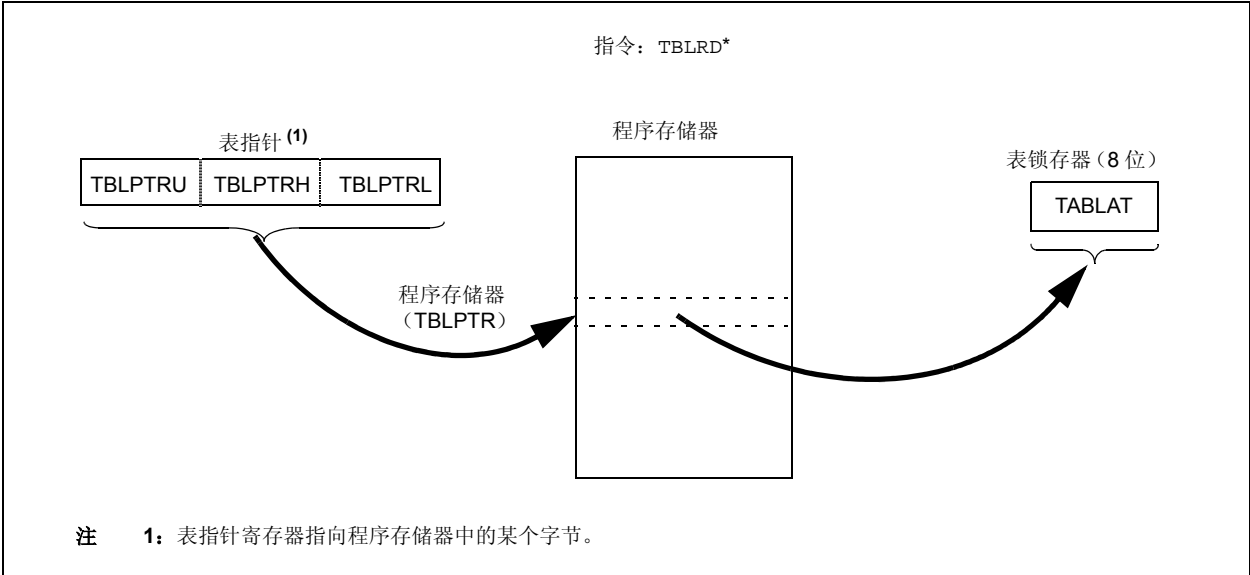 指令：TBLRD*
表指针 (1)
TBLPTRU TBLPTRH TBLPTRL
程序存储器
（TBLPTR）
程序存储器
表锁存器（8 位）
TABLAT
注 1：表指针寄存器指向程序存储器中的某个字节。